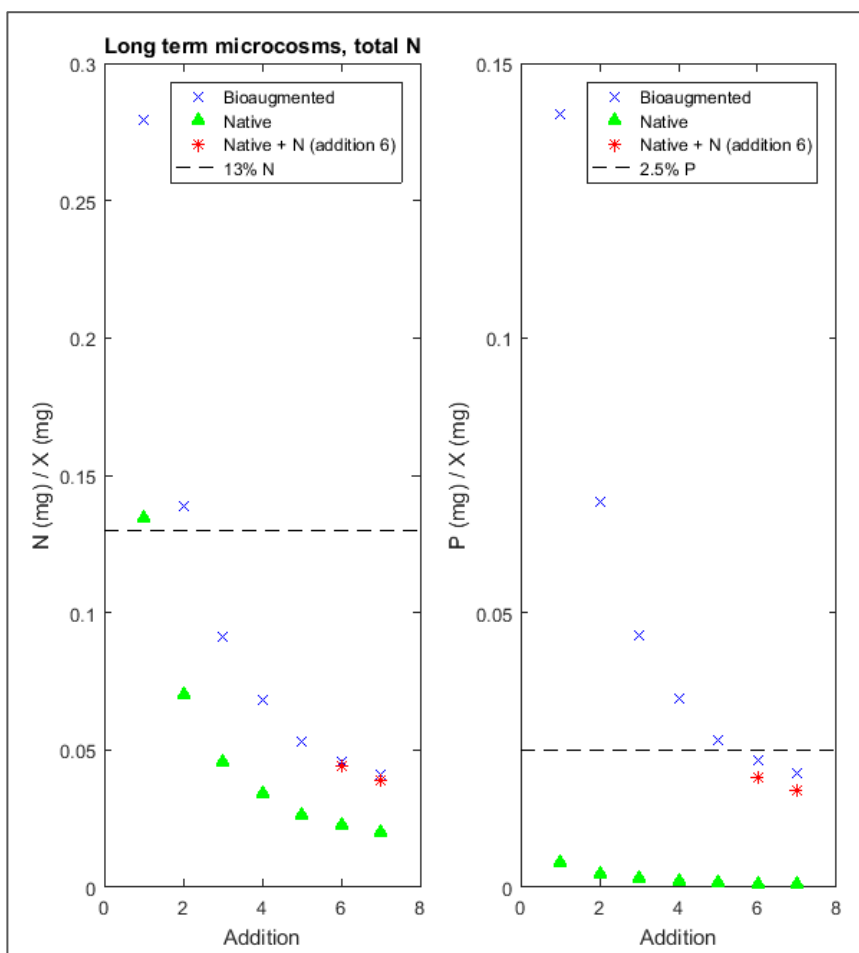 Long term microcosms, total N
0.3
0.25
0.2
0.15
0.1
0.05
0
N (mg) / X (mg)
0 2 4 6 8
Addition
Bioaugmented
Native
Native + N (addition 6)
13% N
0.15
0.1
0.05
0
P (mg) / X (mg)
0 2 4 6 8
Addition
Bioaugmented
Native
Native + N (addition 6)
2.5% P